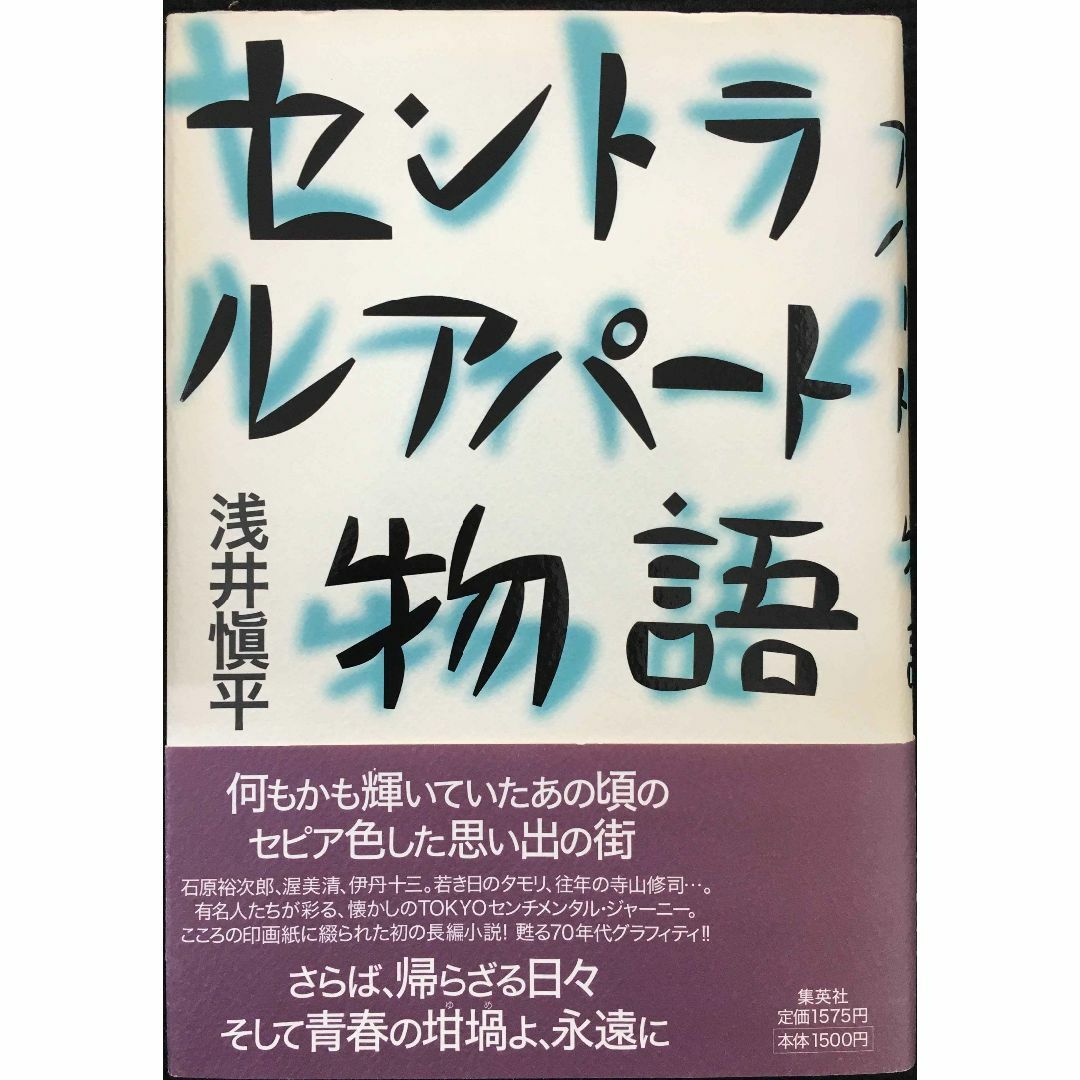 セントラ
ルアパート
物語
浅井愼平
何もかも輝いていたあの頃の
セピア色した思い出の街
石原裕次郎、渥美清、伊丹十三。若き日のタモリ、往年の寺山修司…。
有名人たちが彩る、懐かしのTOKYOセンチメンタル・ジャーニー。
こころの印画紙に綴られた初の長編小説! 甦る70年代グラフィティ!!
さらば、帰らざる日々
ゆめ
そして青春の坩堝よ、永遠に
集英社
定価1575円
本体1500円